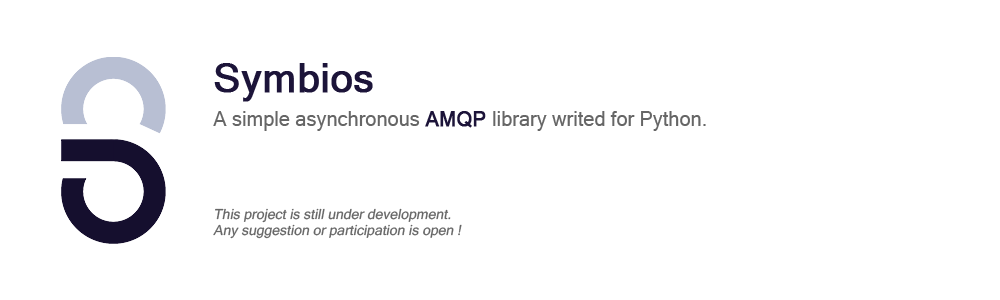 Symbios
A simple asynchronous AMQP library writed for Python.
This project is still under development.
Any suggestion or participation is open !